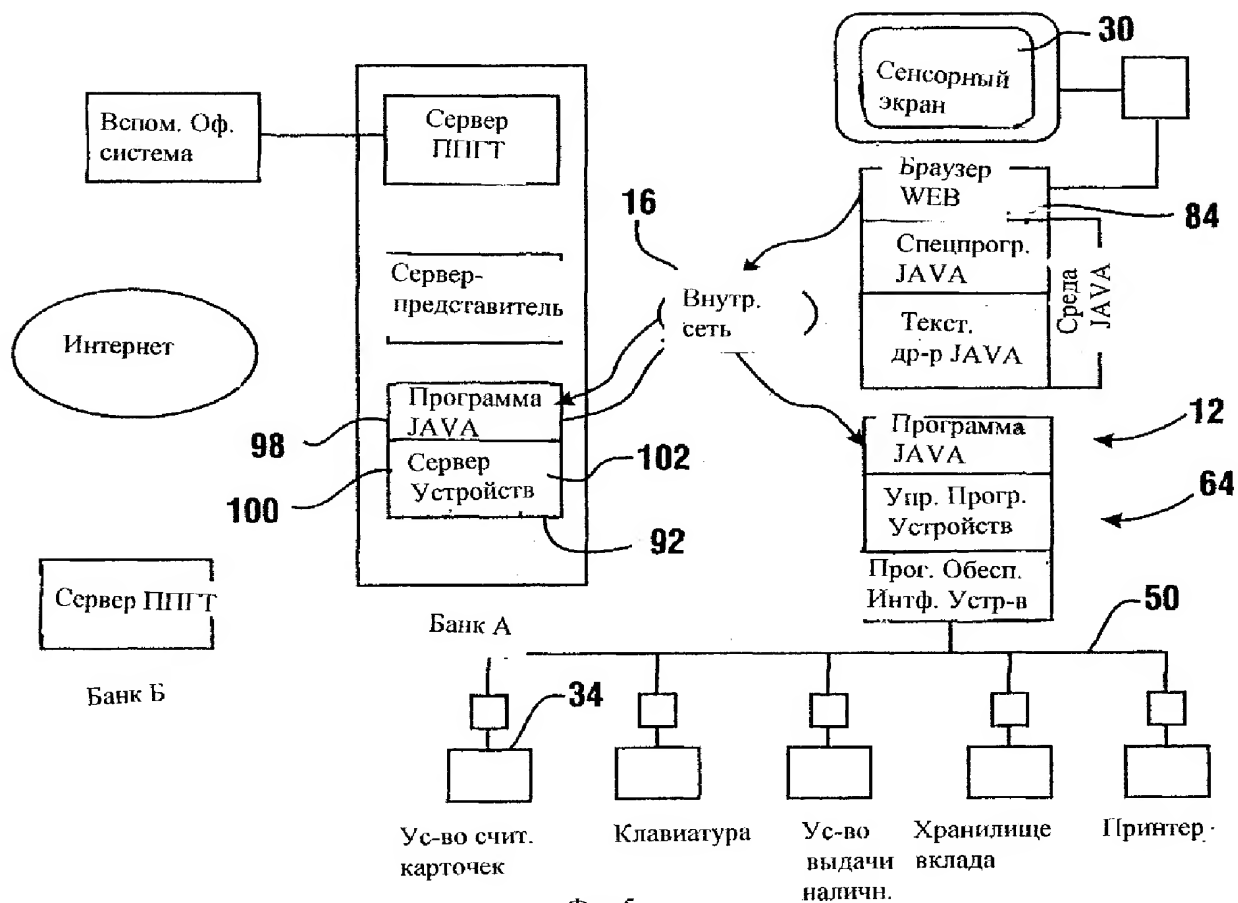 30
Сенсорный
экран
Вспом. Оф.
система
Сервер
ППГТ
Браузер
WEB
84
16
Спецпрогр.
JAVA
Среда
JAVA
Сервер-
представитель
Внутр.
сеть
Текст.
др-р JAVA
Интернет
Программа
JAVA
98
Программа
JAVA
12
Сервер
Устройств
102
100
Упр. Прогр.
Устройств
64
92
Прог. Обесп.
Интф. Устр-в
Сервер ППГТ
Банк А
50
Банк Б
34
Ус-во счит.
карточек
Клавиатура
Ус-во
выдачи
наличн.
Хранилище
вклада
Принтер